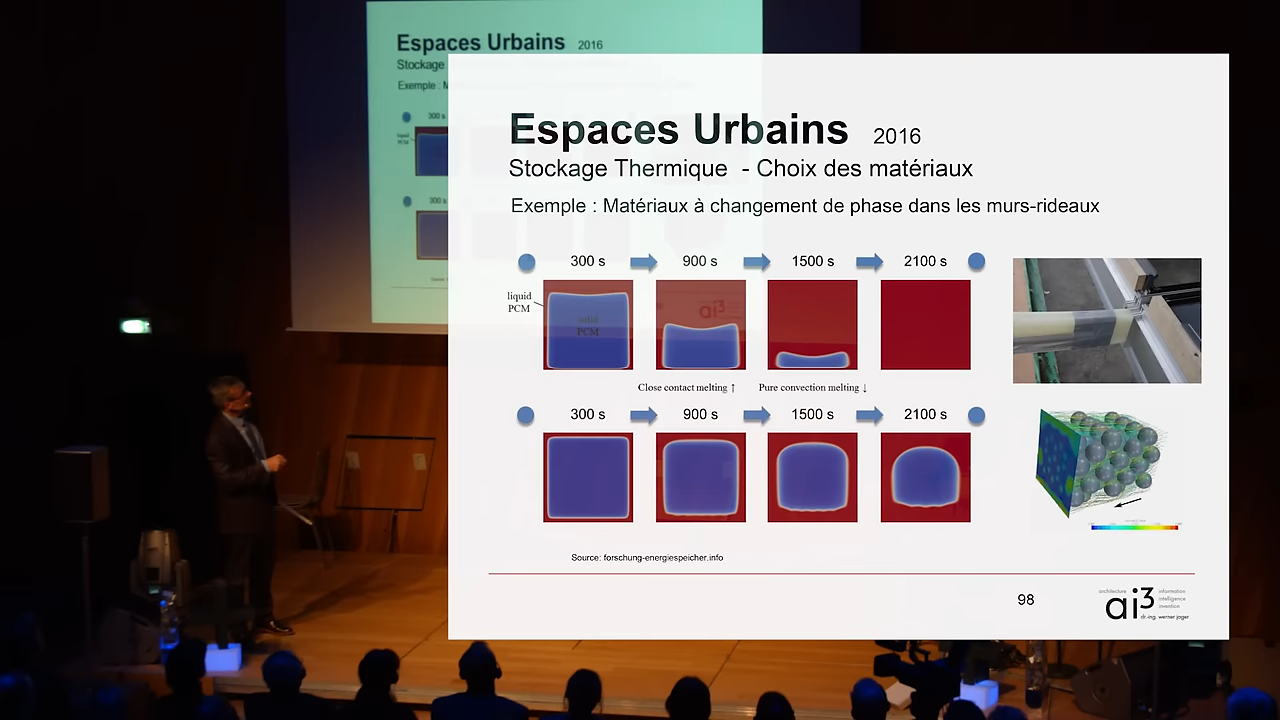 Espaces Urbains 2016
Stockage
Exemple : M
300 s
liquid
PCM
300 s
Espaces Urbains 2016
Stockage Thermique - Choix des matériaux
Exemple : Matériaux à changement de phase dans les murs-rideaux
300 s 900 s 1500 s 2100 s
liquid
PCM
solid
PCM
ai3
Close contact melting ↑ Pure convection melting ↓
300 s 900 s 1500 s 2100 s
Source: forschung-energiespeicher.info
98
architecture information
intelligence
invention
ai3
dr.-ing. werner jager